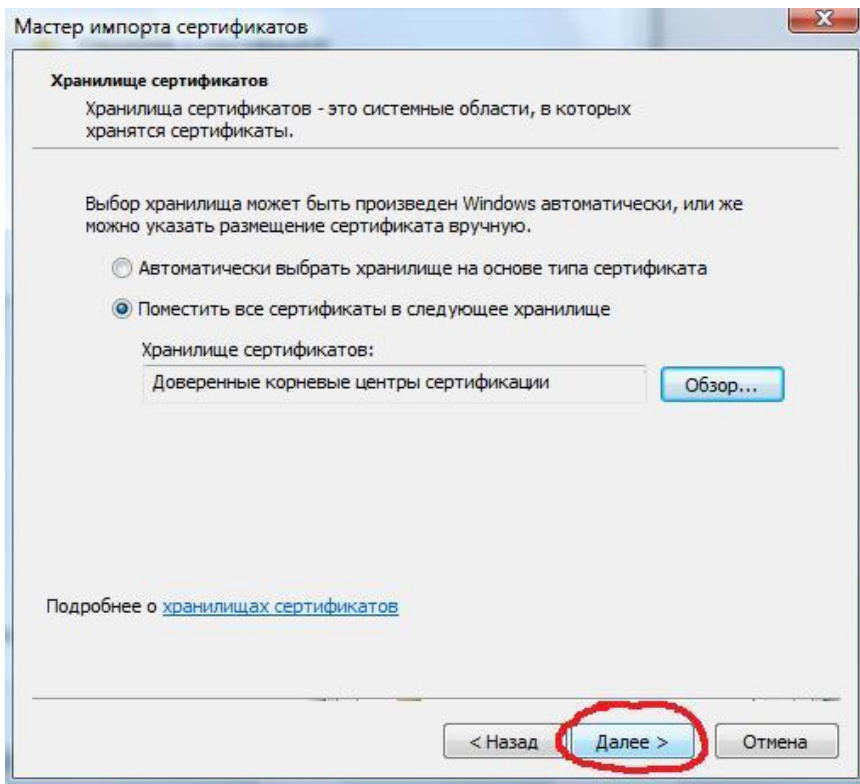 Мастер импорта сертификатов
Хранилище сертификатов
Хранилища сертификатов - это системные области, в которых
хранятся сертификаты.
Выбор хранилища может быть произведен Windows автоматически, или же
можно указать размещение сертификата вручную.
Автоматически выбрать хранилище на основе типа сертификата
Поместить все сертификаты в следующее хранилище
Хранилище сертификатов:
Доверенные корневые центры сертификации
Обзор...
Подробнее о хранилищах сертификатов
< Назад
Далее >
Отмена